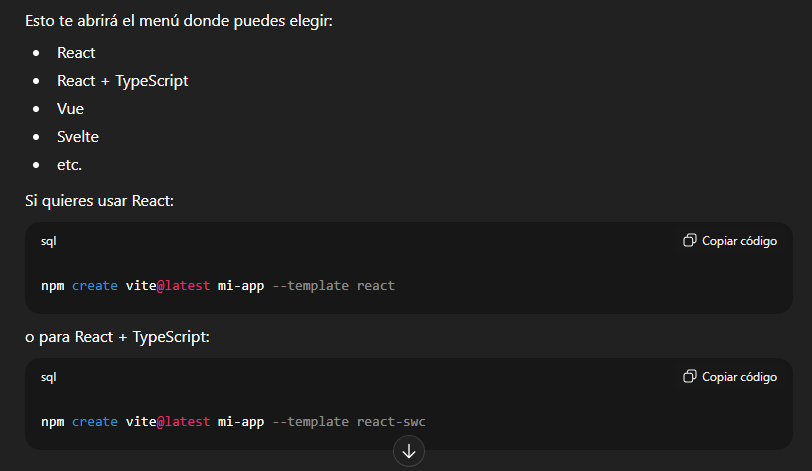 Esto te abrirá el menú donde puedes elegir:
React
React + TypeScript
Vue
Svelte
etc.
Si quieres usar React:
sql Copiar código
npm create vite@latest mi-app --template react
o para React + TypeScript:
sql Copiar código
npm create vite@latest mi-app --template react-swc